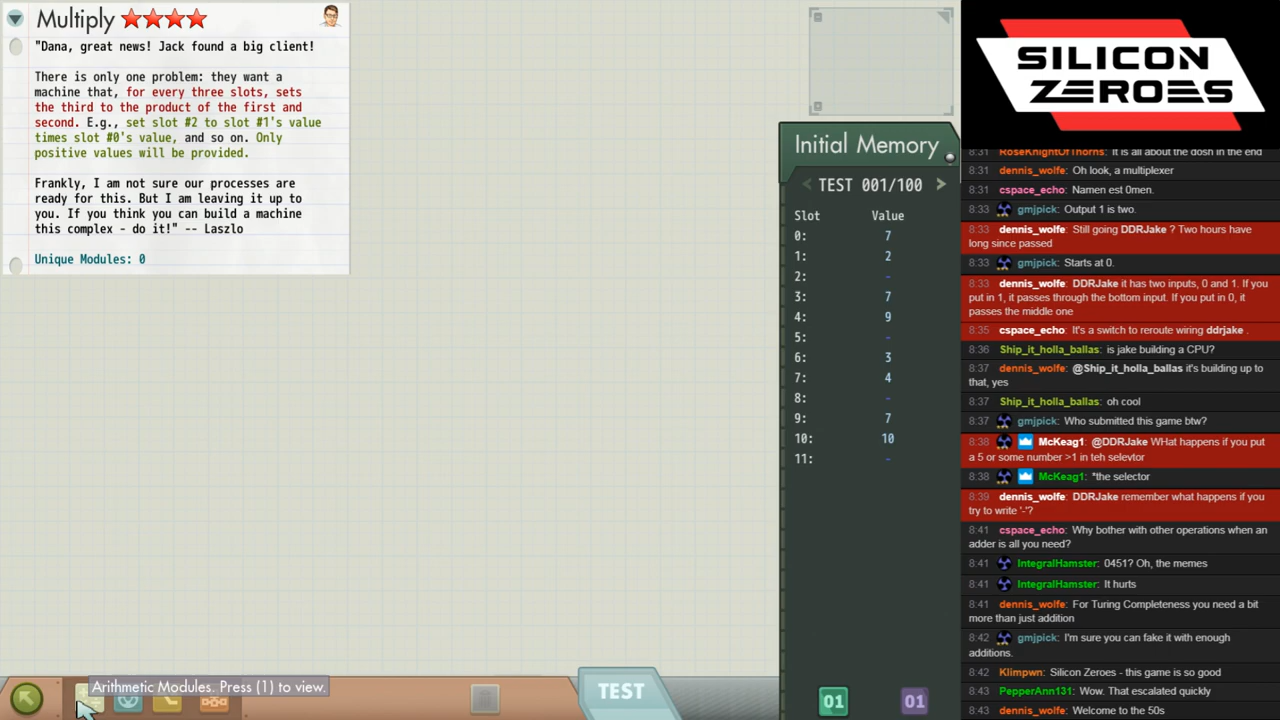 Multiply
"Dana, great news! Jack found a big client!
There is only one problem: they want a
machine that, for every three slots, sets
the third to the product of the first and
second. E.g., set slot #2 to slot #1's value
times slot #0's value, and so on. Only
positive values will be provided.
Frankly, I am not sure our processes are
ready for this. But I am leaving it up to
you. If you think you can build a machine
this complex - do it!" -- Laszlo
Unique Modules: 0
Initial Memory
TEST 001/100
Slot Value
0: 7
1: 2
2: -
3: 7
4: 9
5: -
6: 3
7: 4
8: -
9: 7
10: 10
11: -
01 01
Arithmetic Modules. Press (1) to view.
TEST
SILICON
ZEROES
8:31 RoseKnightOfThorns: It is all about the dosh in the end
8:31 dennis_wolfe: Oh look, a multiplexer
8:31 cspace_echo: Namen est 0men.
8:33 gmjpick: Output 1 is two.
8:33 dennis_wolfe: Still going DDRJake ? Two hours have
long since passed
8:33 gmjpick: Starts at 0.
8:33 dennis_wolfe: DDRJake it has two inputs, 0 and 1. If you
put in 1, it passes through the bottom input. If you put in 0, it
passes the middle one
8:35 cspace_echo: It's a switch to reroute wiring ddrjake .
8:36 Ship_it_holla_ballas: is jake building a CPU?
8:37 dennis_wolfe: @Ship_it_holla_ballas it's building up to
that, yes
8:37 Ship_it_holla_ballas: oh cool
8:37 gmjpick: Who submitted this game btw?
8:38 McKeag1: @DDRJake WHat happens if you put
a 5 or some number >1 in teh selevtor
8:38 McKeag1: *the selector
8:39 dennis_wolfe: DDRJake remember what happens if you
try to write '-'?
8:41 cspace_echo: Why bother with other operations when an
adder is all you need?
8:41 IntegralHamster: 0451? Oh, the memes
8:41 IntegralHamster: It hurts
8:41 dennis_wolfe: For Turing Completeness you need a bit
more than just addition
8:42 gmjpick: I'm sure you can fake it with enough
additions.
8:42 Klimpwn: Silicon Zeroes - this game is so good
8:43 PepperAnn131: Wow. That escalated quickly
8:43 dennis_wolfe: Welcome to the 50s